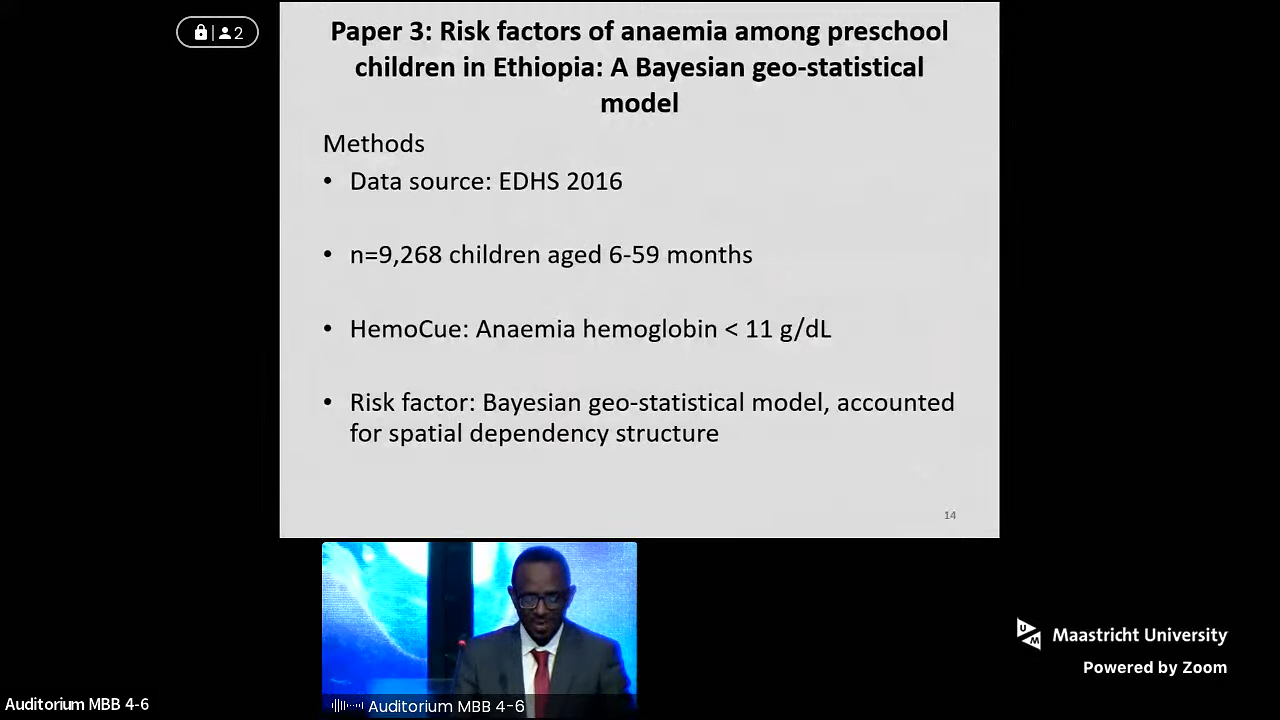 2
Paper 3: Risk factors of anaemia among preschool
children in Ethiopia: A Bayesian geo-statistical
model
Methods
• Data source: EDHS 2016
• n=9,268 children aged 6-59 months
• HemoCue: Anaemia hemoglobin < 11 g/dL
• Risk factor: Bayesian geo-statistical model, accounted
for spatial dependency structure
14
UM
Maastricht University
Powered by Zoom
Auditorium MBB 4-6
Auditorium MBB 4-6